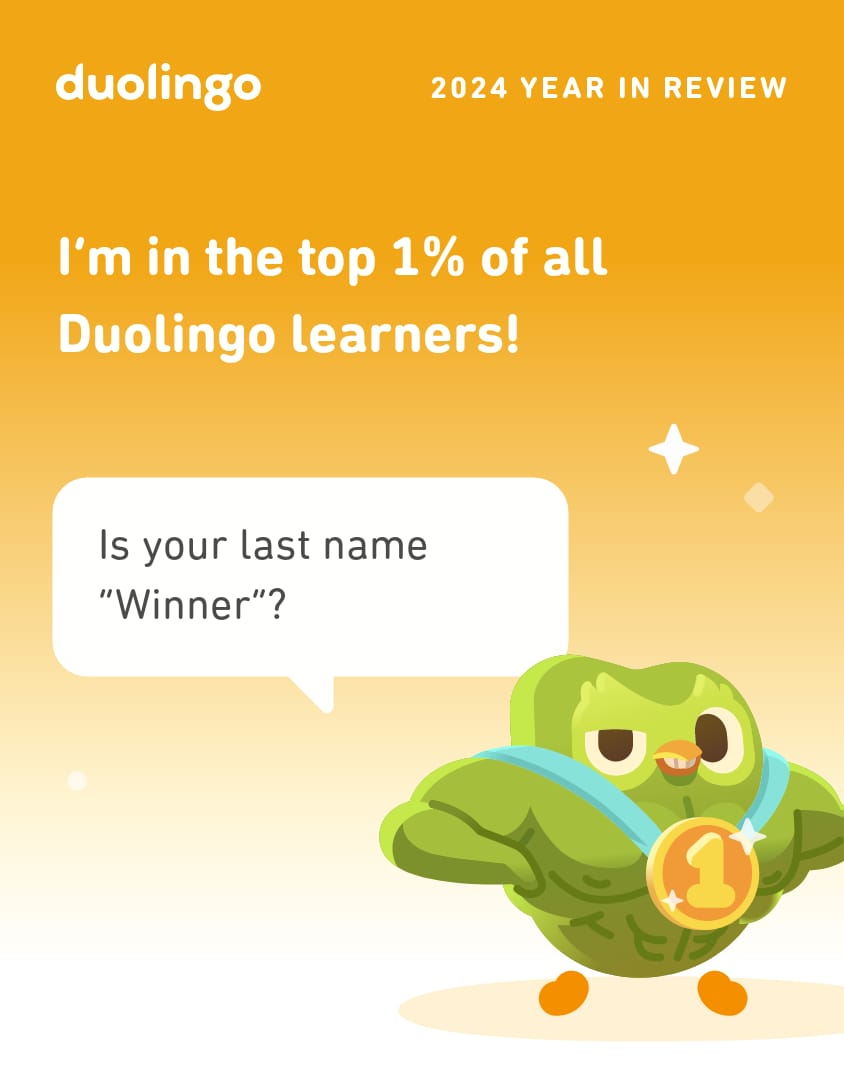 duolingo
2024 YEAR IN REVIEW
I'm in the top 1% of all
Duolingo learners!
Is your last name
"Winner"?
1